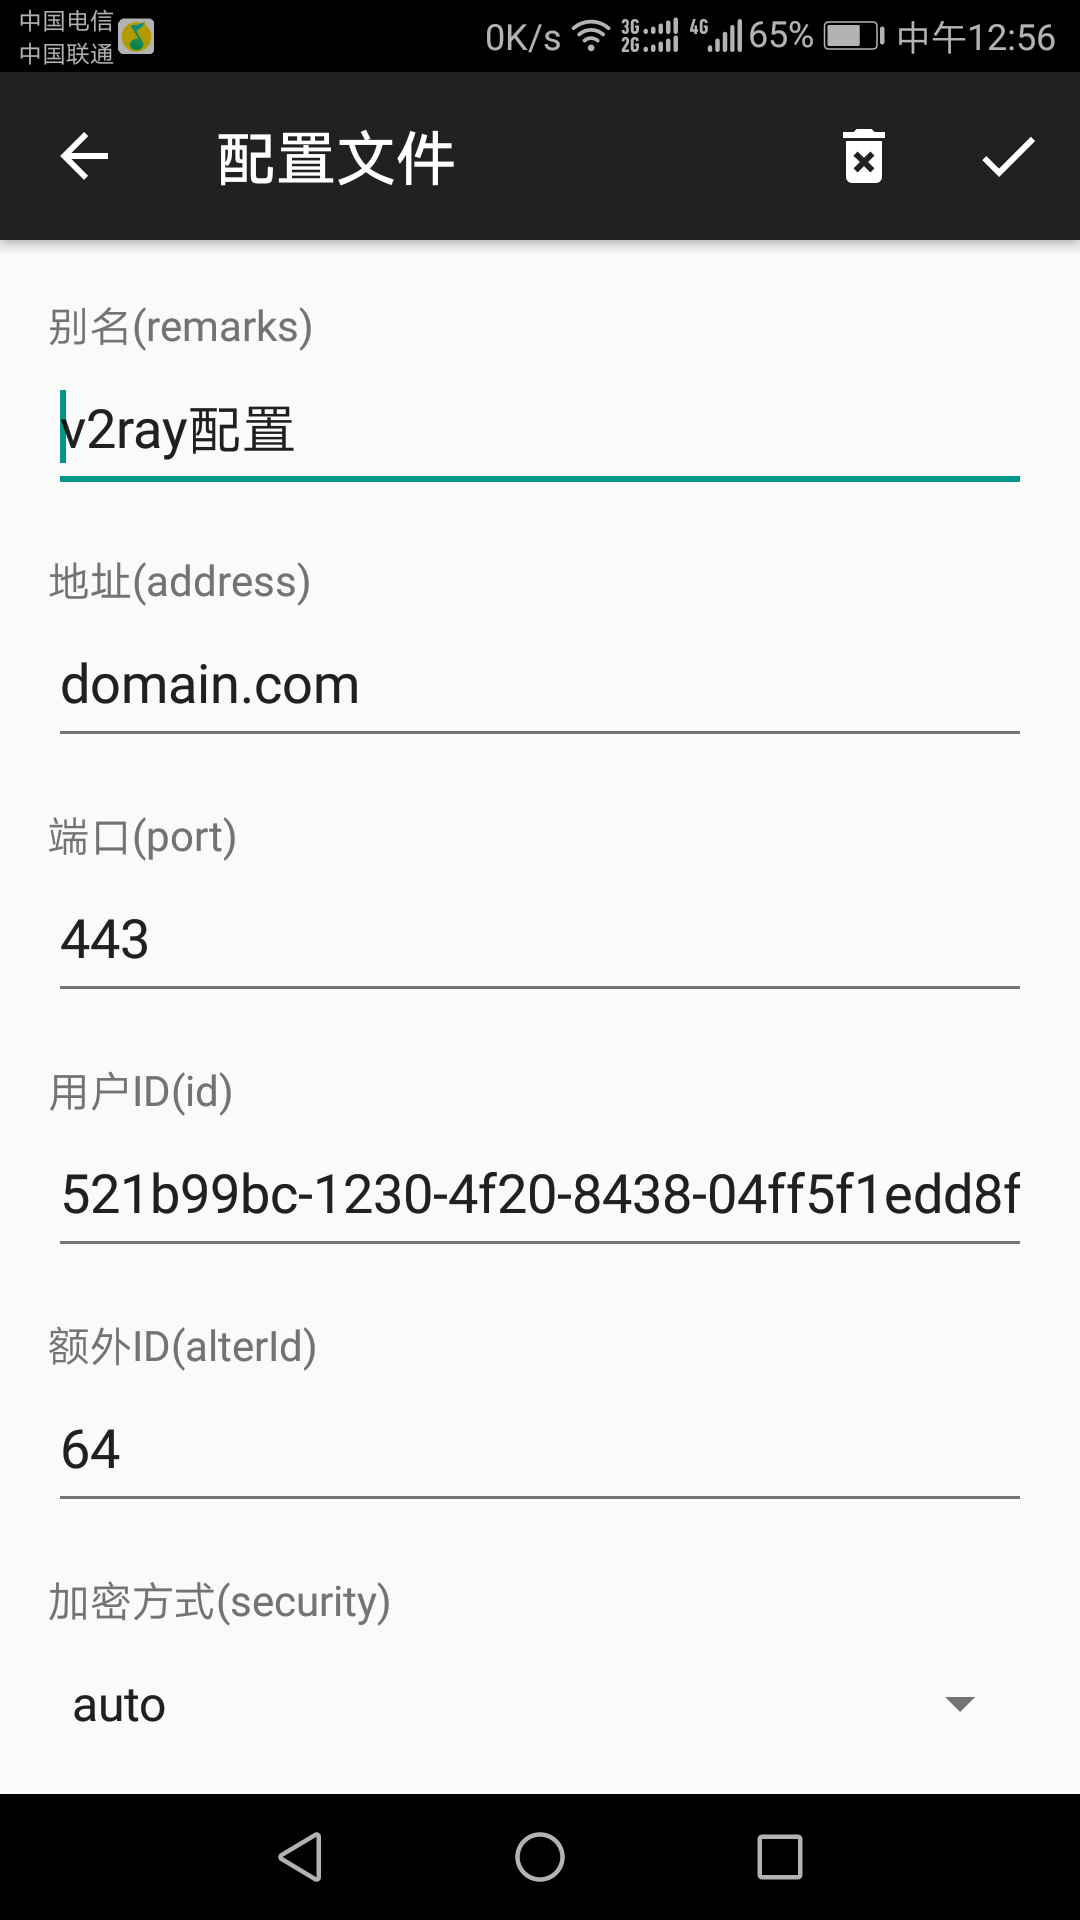 中国电信
中国联通
0K/s 3G 2G 4G 65% 中午12:56
配置文件
别名(remarks)
v2ray配置
地址(address)
domain.com
端口(port)
443
用户ID(id)
521b99bc-1230-4f20-8438-04ff5f1edd8f
额外ID(alterId)
64
加密方式(security)
auto